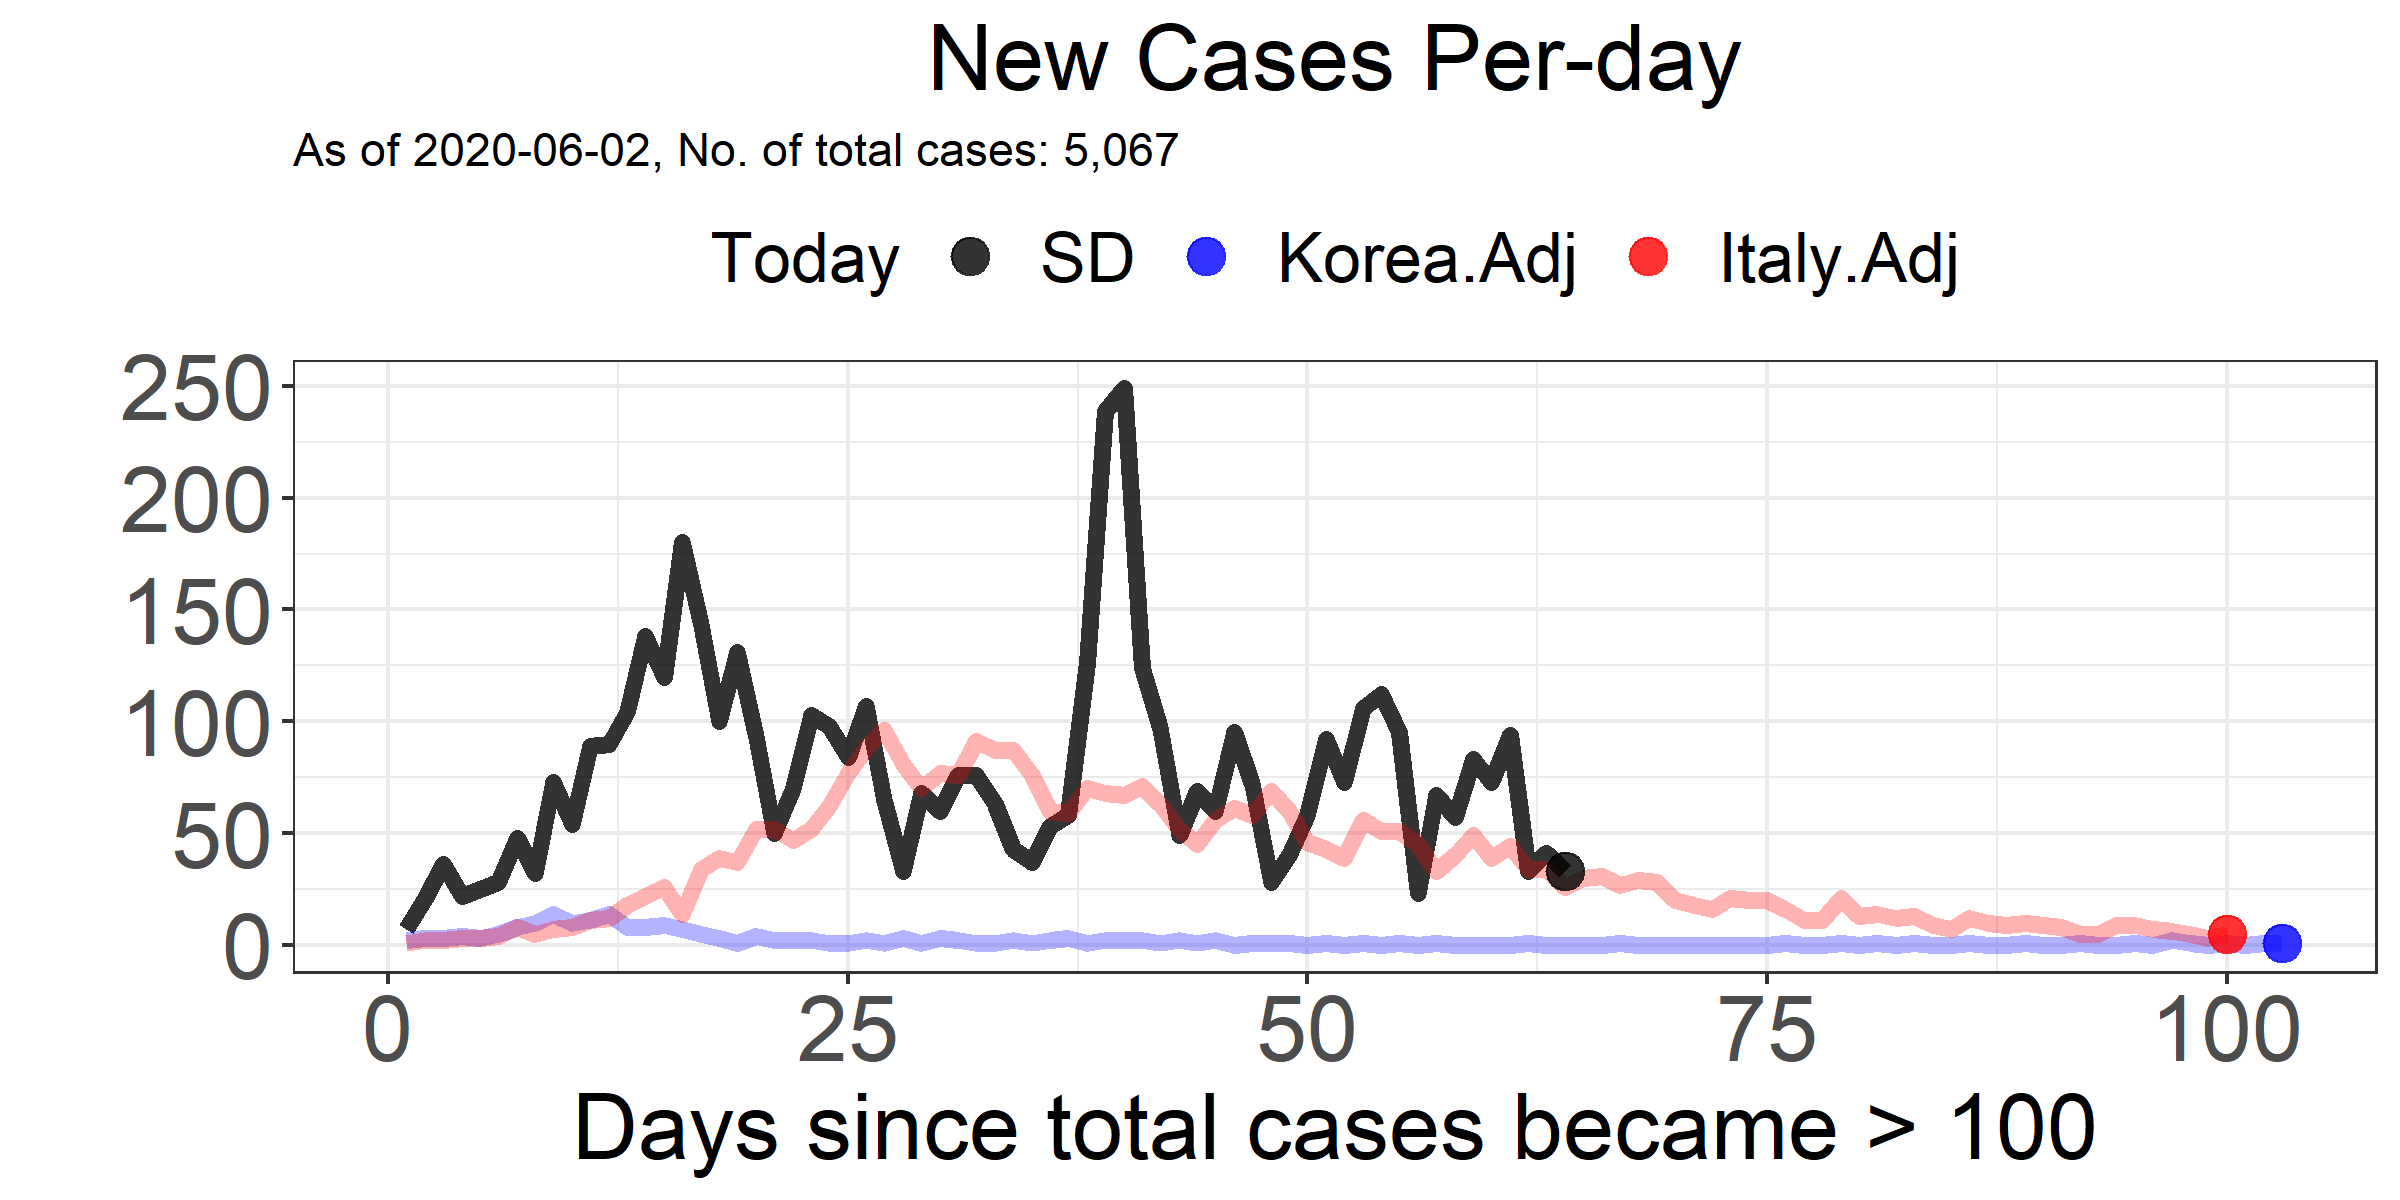 New Cases Per-day
As of 2020-06-02, No. of total cases: 5,067
Today SD Korea.Adj Italy.Adj
250
200
150
100
50
0
0 25 50 75 100
Days since total cases became > 100